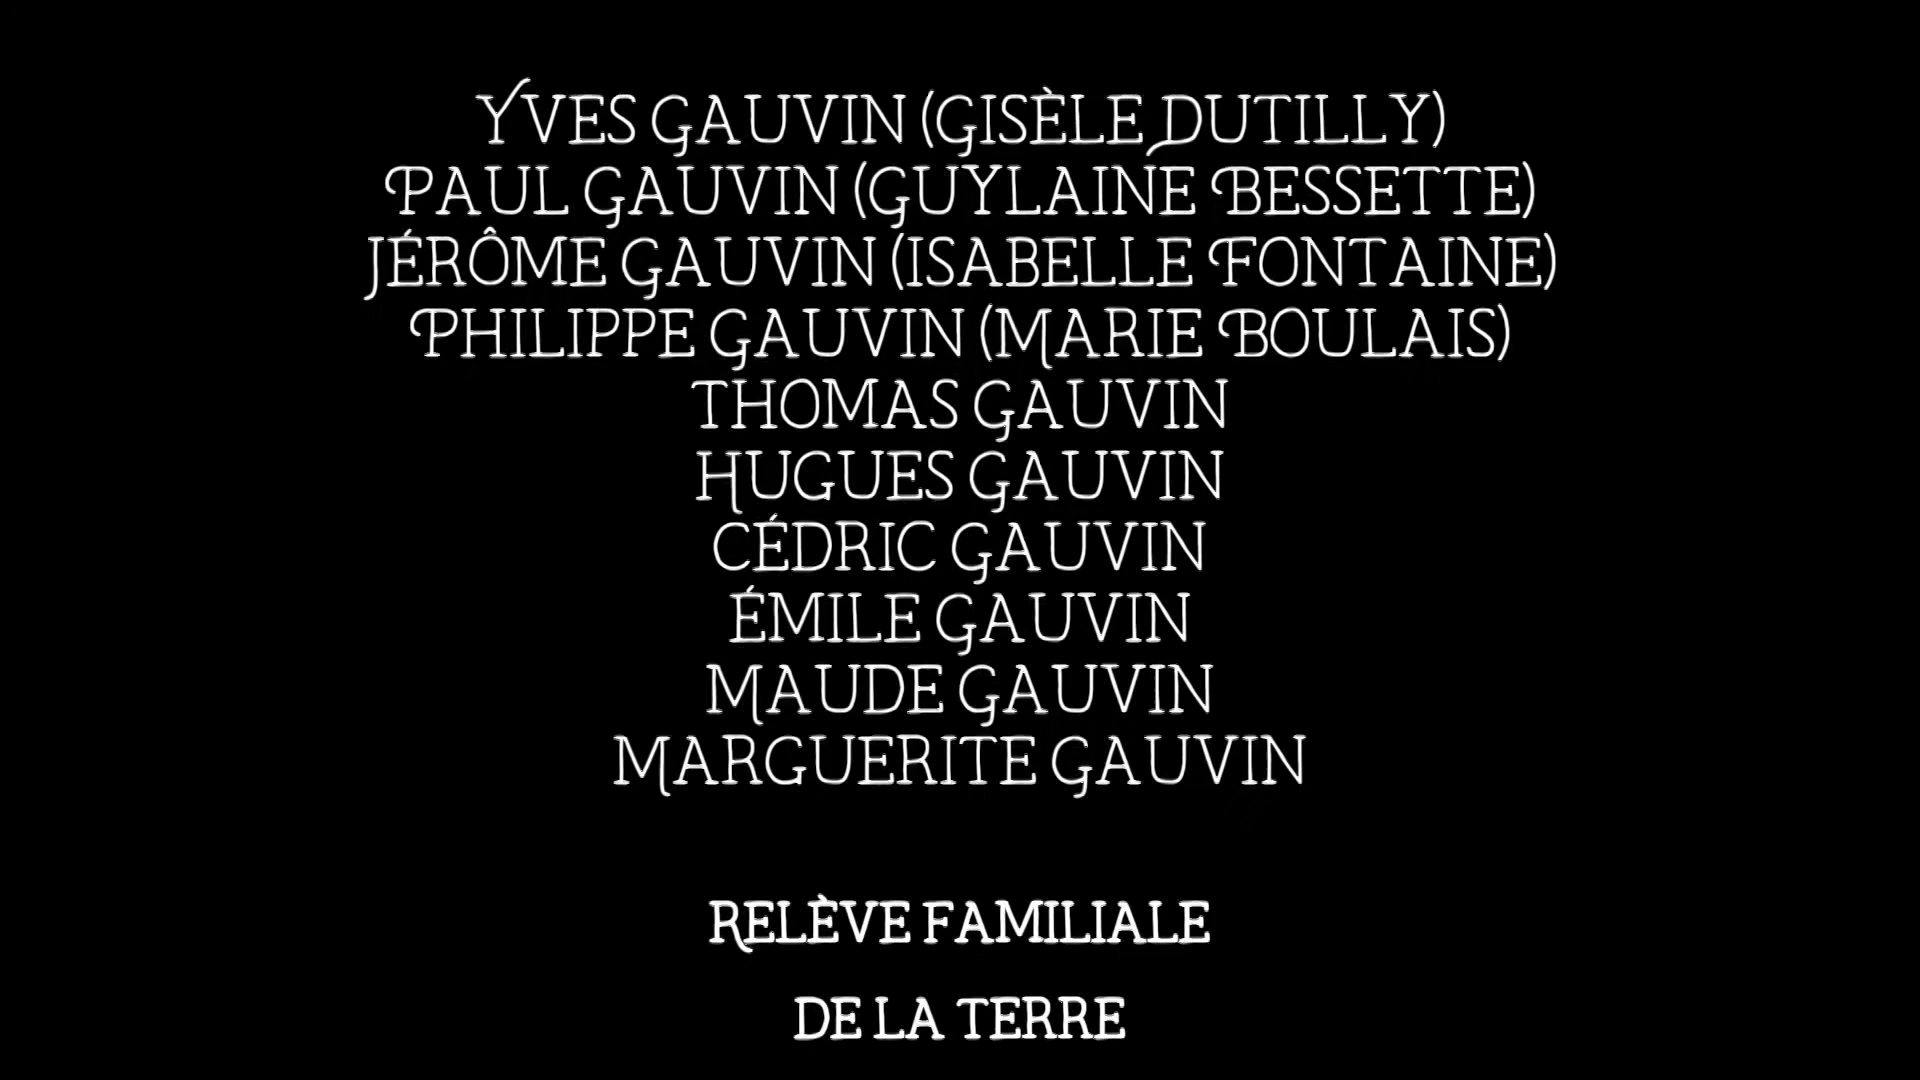 YVES GAUVIN (GISÈLE DUTILLY)
PAUL GAUVIN (GUYLAINE BESSETTE)
JÉRÔME GAUVIN (ISABELLE FONTAINE)
PHILIPPE GAUVIN (MARIE BOULAIS)
THOMAS GAUVIN
HUGUES GAUVIN
CÉDRIC GAUVIN
ÉMILE GAUVIN
MAUDE GAUVIN
MARGUERITE GAUVIN
RELÈVE FAMILIALE
DE LA TERRE